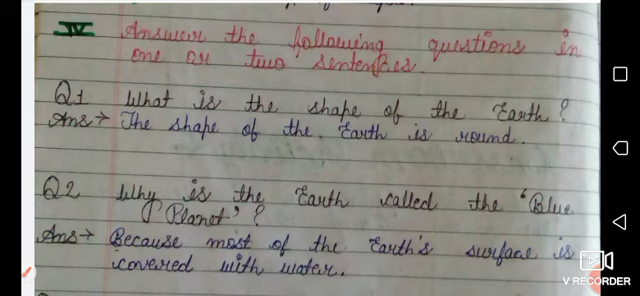 IV Answer the following questions in
one or two sentences.
Q1 What is the shape of the Earth?
Ans → The shape of the Earth is round.
Q2 Why is the Earth called the 'Blue
Planet'?
Ans → Because most of the Earth's surface is
covered with water.
V RECORDER